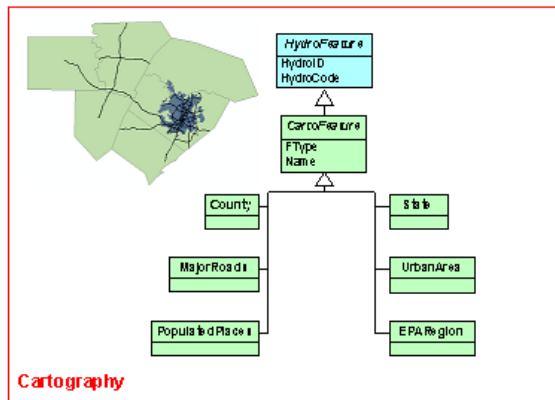 HydroFeature
HydroID
HydroCode
CartoFeature
FType
Name
County
State
MajorRoads
UrbanArea
PopulatedPlaces
EPARegion
Cartography